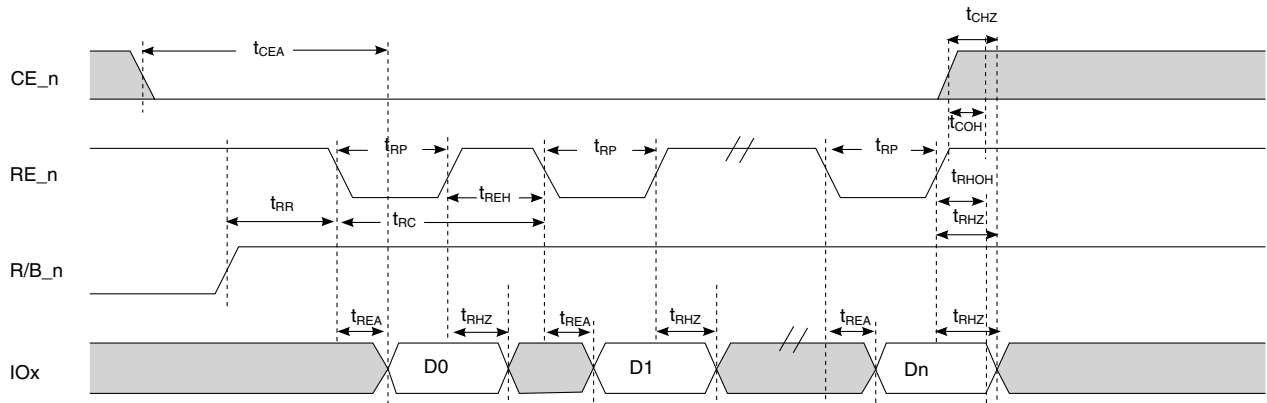 tCHZ
tCEA
CE_n
tCOH
tRP tRP tRP
RE_n
tREH tRHOH
tRR tRC tRHZ
R/B_n
tREA tRHZ tREA tRHZ tREA tRHZ
IOx D0 D1 Dn